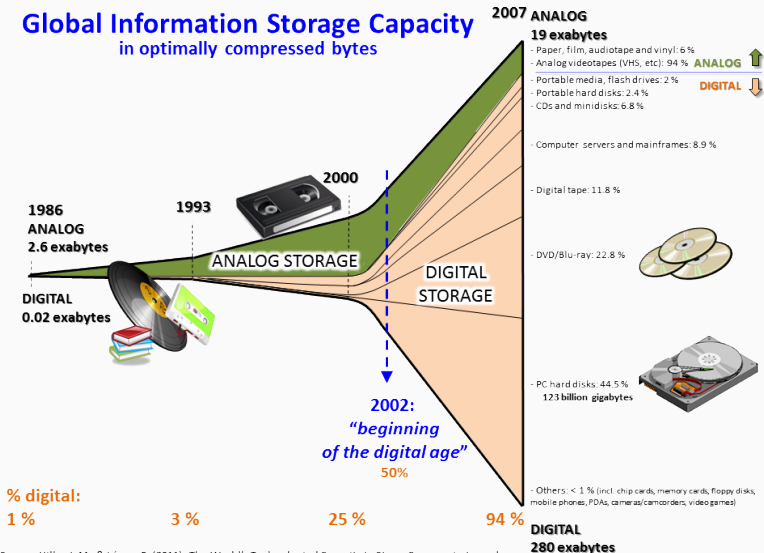 Global Information Storage Capacity
in optimally compressed bytes
2007 ANALOG
19 exabytes
- Paper, film, audiotape and vinyl: 6 %
- Analog videotapes (VHS, etc): 94 %
ANALOG
- Portable media, flash drives: 2 %
DIGITAL
- Portable hard disks: 2.4 %
- CDs and minidisks: 6.8 %
- Computer servers and mainframes: 8.9 %
- Digital tape: 11.8 %
- DVD/Blu-ray: 22.8 %
- PC hard disks: 44.5 %
123 billion gigabytes
- Others: < 1 % (incl. chip cards, memory cards, floppy disks,
mobile phones, PDAs, cameras/camcorders, video games)
DIGITAL
280 exabytes
1986
ANALOG
2.6 exabytes
DIGITAL
0.02 exabytes
1993
2000
ANALOG STORAGE
DIGITAL
STORAGE
2002:
"beginning
of the digital age"
50%
% digital:
1 %
3 %
25 %
94 %